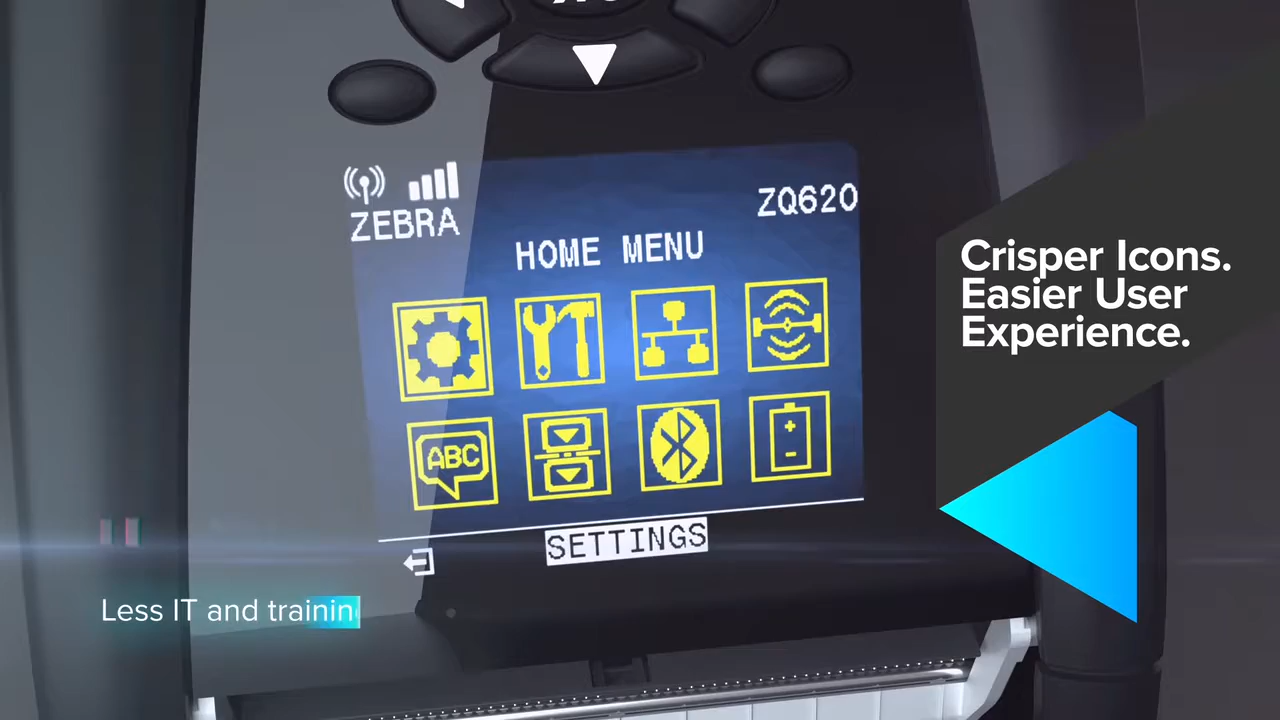 ZEBRA
ZQ620
HOME MENU
ABC
SETTINGS
Crisper Icons.
Easier User
Experience.
Less IT and trainin